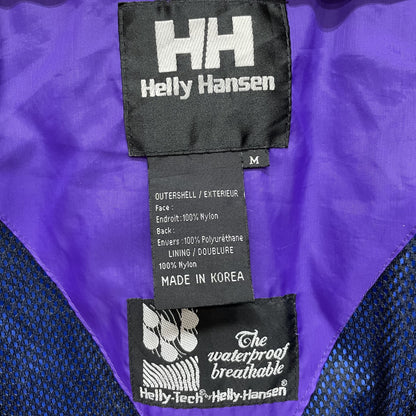 HH
Helly Hansen
M
OUTERSHELL / EXTERIEUR
Face :
Endroit : 100% Nylon
Back :
Envers : 100% Polyuréthane
LINING / DOUBLURE
100% Nylon
MADE IN KOREA
The
waterproof
breathable
Helly-Tech by Helly-Hansen®